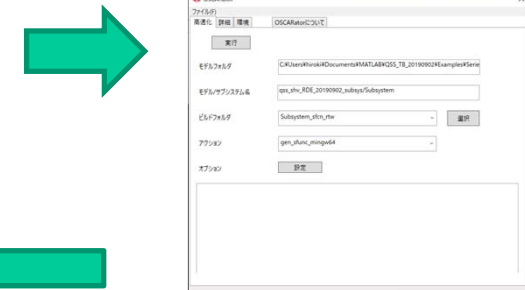 OSCARator
ファイル(F)
高速化 詳細 環境 OSCARatorについて
実行
モデルフォルダ C:¥Users¥hiroki¥Documents¥MATLAB¥QSS_TB_20190902¥Examples¥Serie
モデル/サブシステム名 qss_shv_RDE_20190902_subsys/Subsystem
ビルドフォルダ Subsystem_sfcn_rtw 選択
アクション gen_sfunc_mingw64
オプション 設定